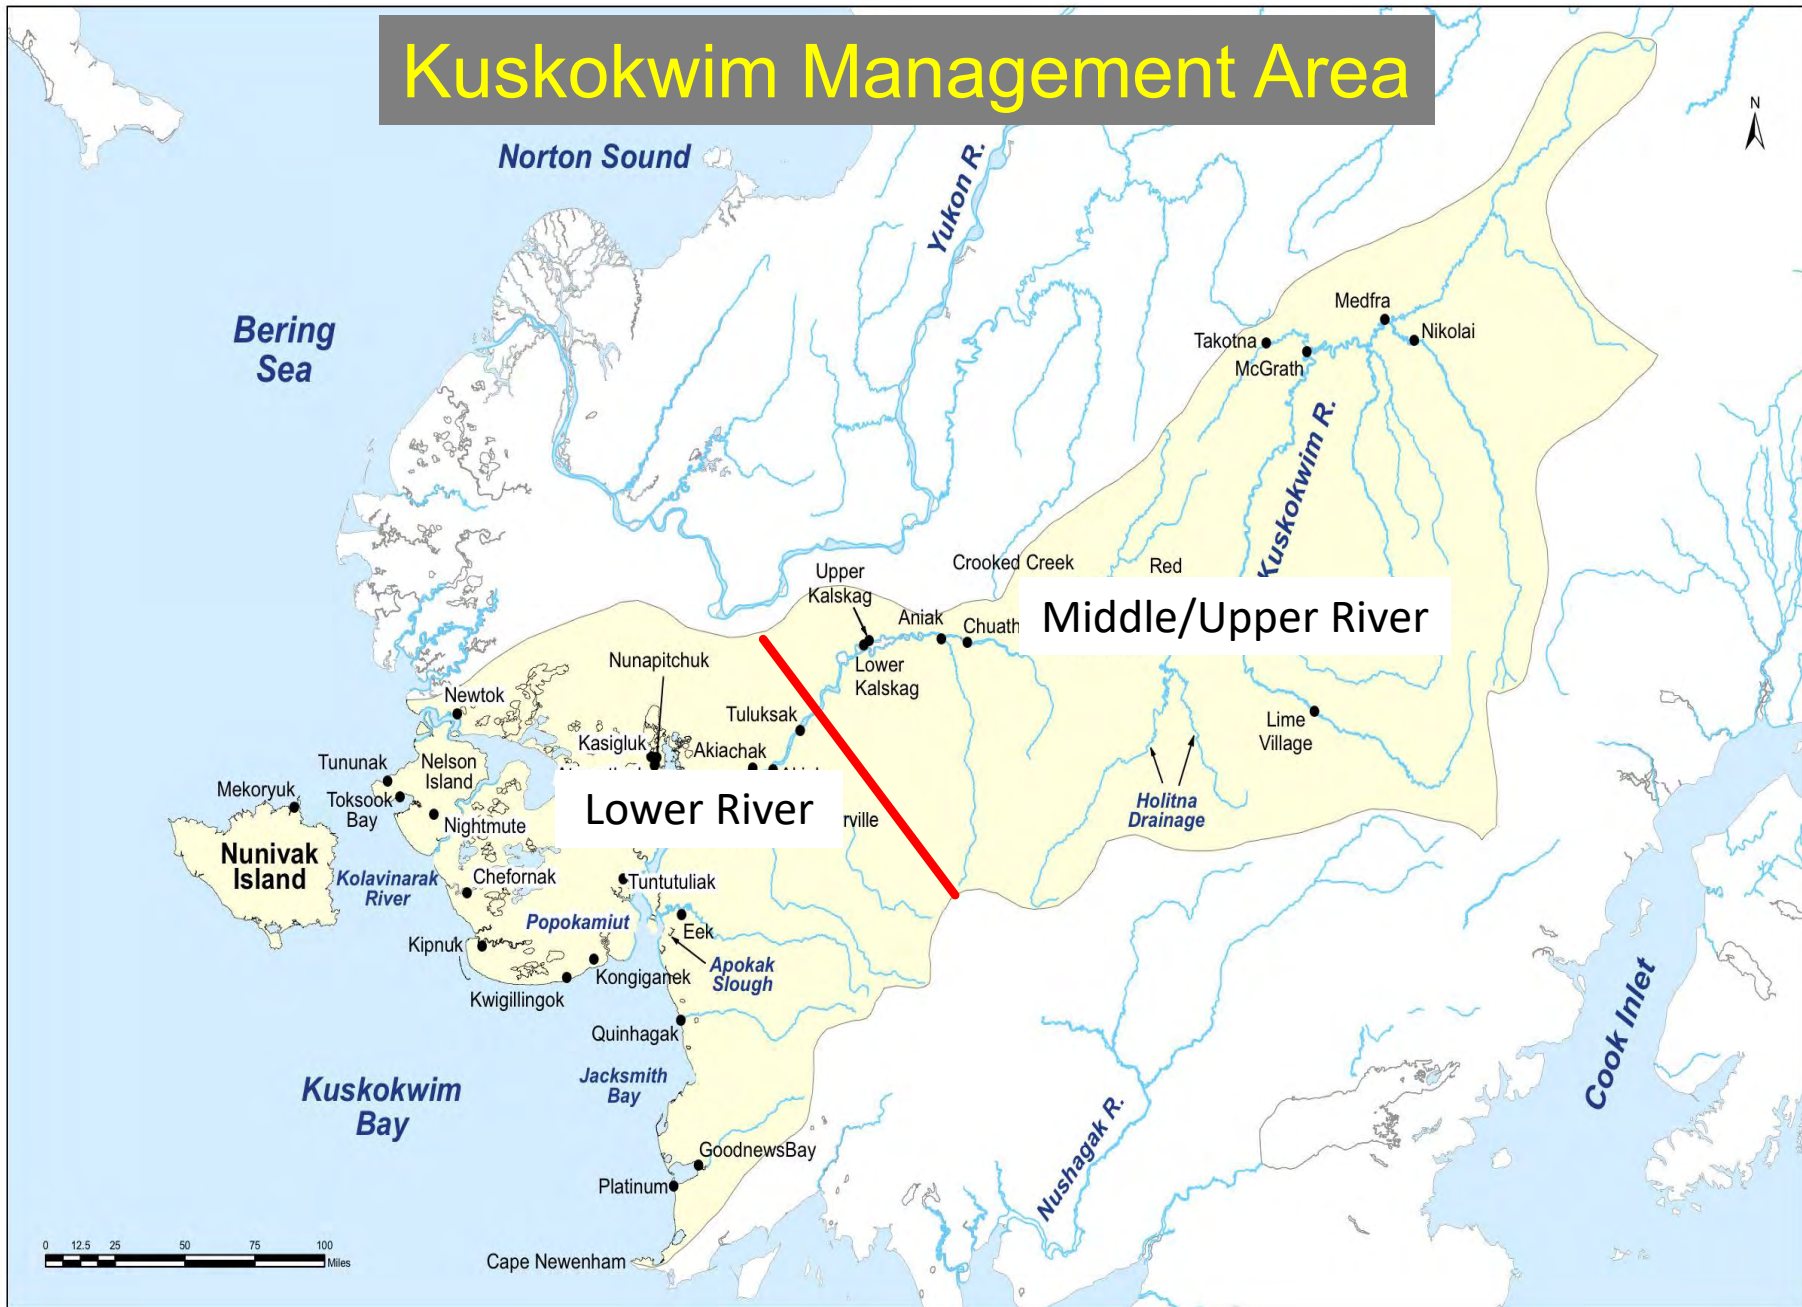 Kuskokwim Management Area
N
Norton Sound
Yukon R.
Bering
Sea
Medfra
Nikolai
Takotna
McGrath
Kuskokwim R.
Crooked Creek
Red
Upper
Kalskag
Aniak
Chuath
Middle/Upper River
Lower
Kalskag
Nunapitchuk
Newtok
Tuluksak
Lime
Village
Kasigluk
Akiachak
Nelson
Island
Tununak
Mekoryuk
Toksook
Bay
Nightmute
Lower River
rville
Holitna
Drainage
Nunivak
Island
Kolavinarak
River
Chefornak
Tuntutuliak
Popokamiut
Eek
Kipnuk
Apokak
Slough
Kongiganek
Kwigillingok
Quinhagak
Cook Inlet
Jacksmith
Bay
Kuskokwim
Bay
Nushagak R.
GoodnewsBay
Platinum
0 12.5 25 50 75 100
Miles
Cape Newenham